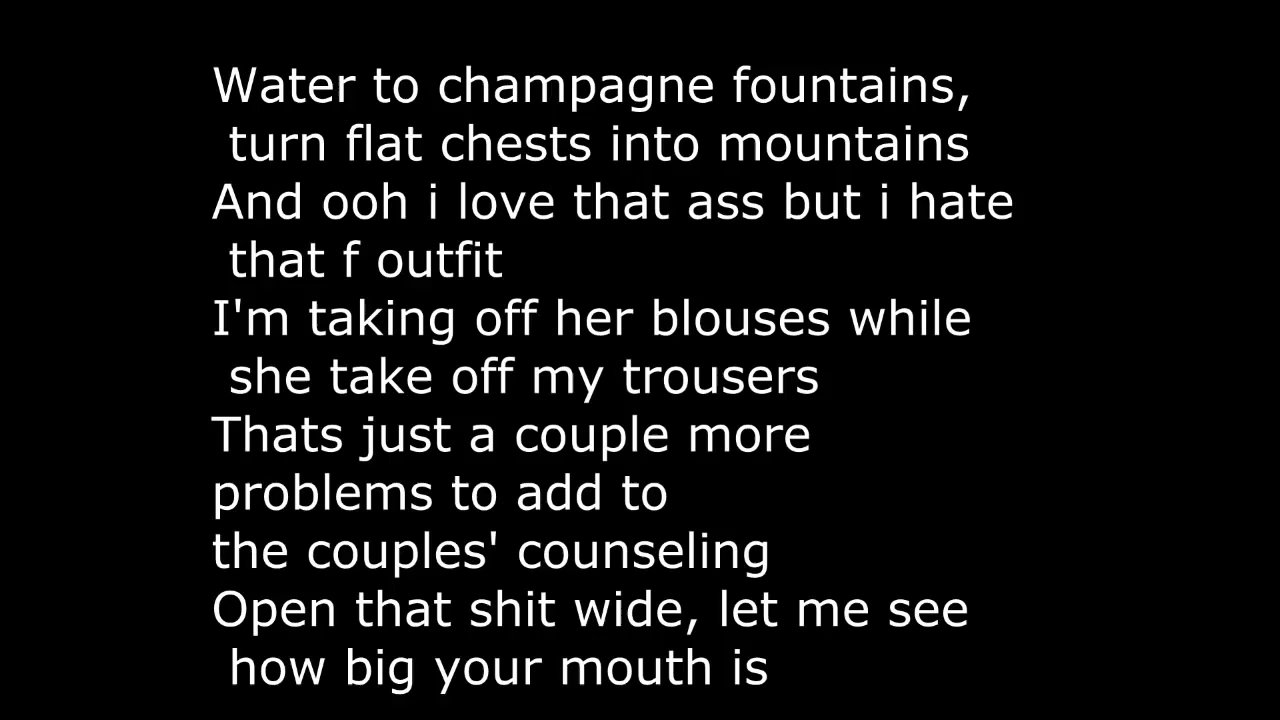 Water to champagne fountains,
turn flat chests into mountains
And ooh i love that ass but i hate
that f outfit
I'm taking off her blouses while
she take off my trousers
Thats just a couple more
problems to add to
the couples' counseling
Open that shit wide, let me see
how big your mouth is